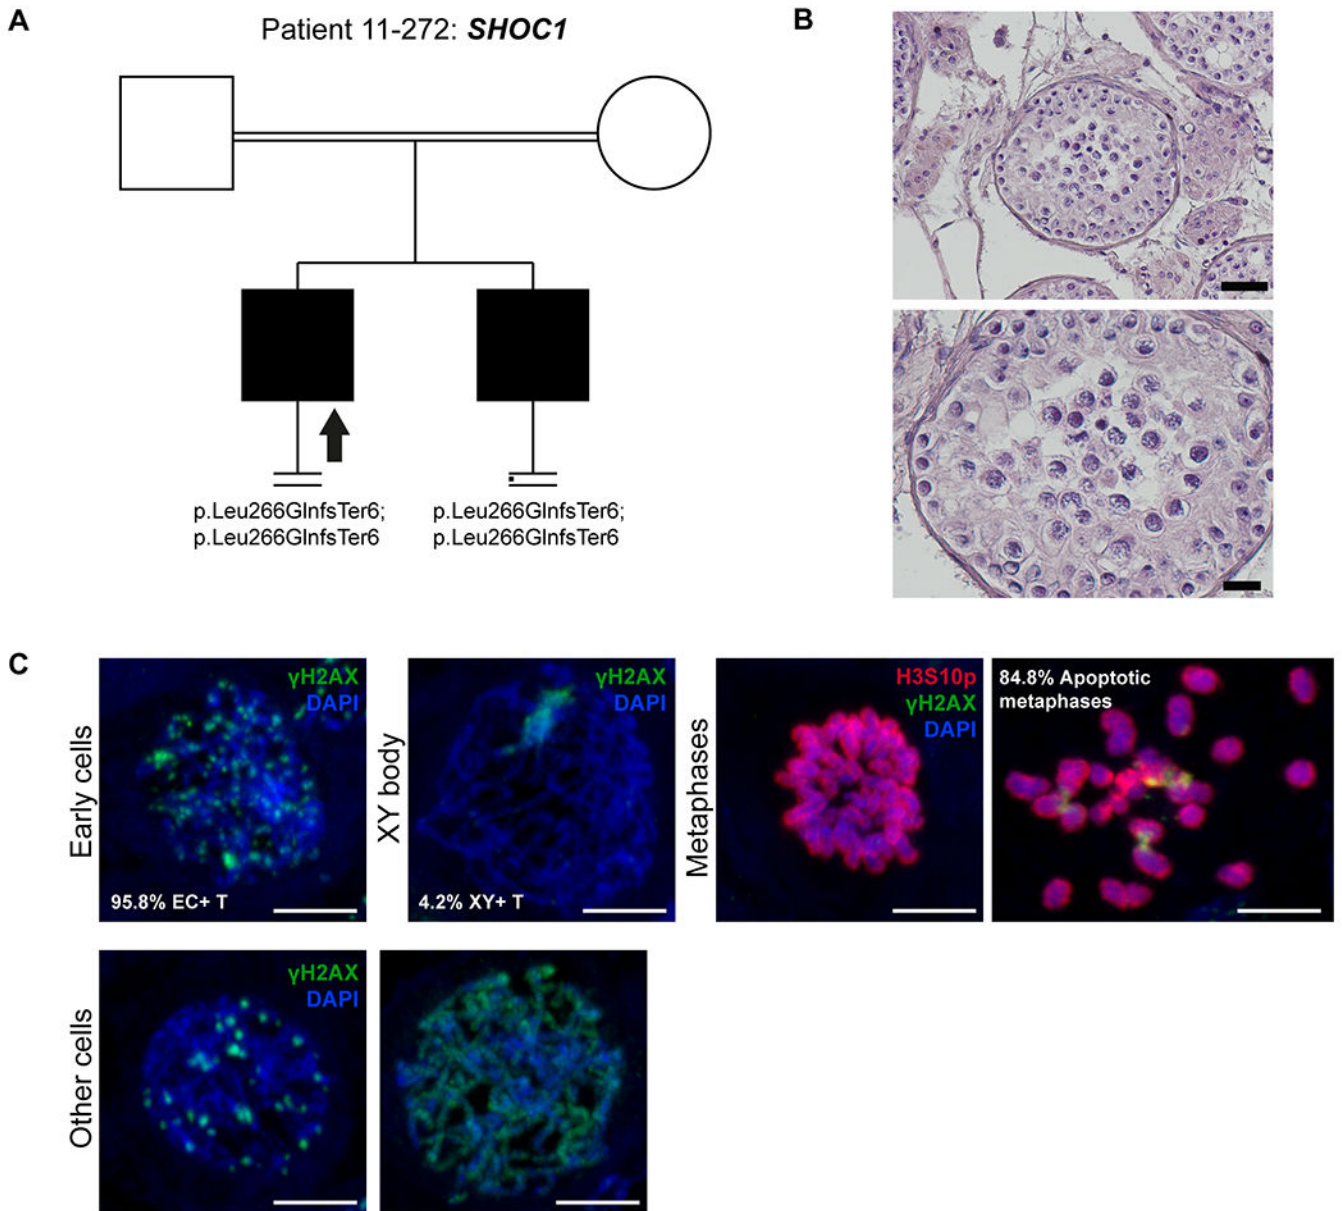 A
Patient 11-272: SHOC1
p.Leu266GlnfsTer6;
p.Leu266GlnfsTer6
p.Leu266GlnfsTer6;
p.Leu266GlnfsTer6
B
C
Early cells
γH2AX
DAPI
95.8% EC+ T
XY body
γH2AX
DAPI
4.2% XY+ T
Metaphases
H3S10p
γH2AX
DAPI
84.8% Apoptotic
metaphases
Other cells
γH2AX
DAPI